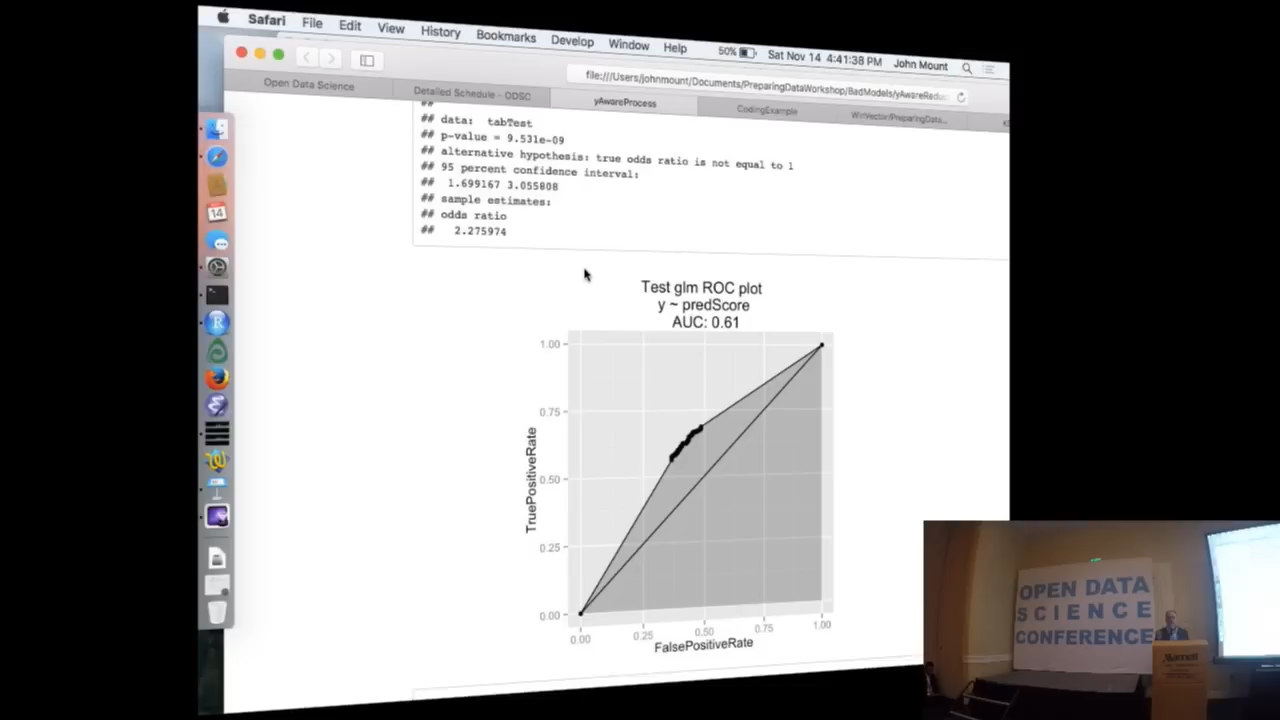 Safari File Edit View History Bookmarks Develop Window Help 50% Sat Nov 14 4:41:38 PM John Mount
file:///Users/johnmount/Documents/PreparingDataWorkshop/BadModels/yAwareReduc
Open Data Science Detailed Schedule - ODSC yAwareProcess CodingExample WinVector/PreparingData...
##
## data: tabTest
## p-value = 9.531e-09
## alternative hypothesis: true odds ratio is not equal to 1
## 95 percent confidence interval:
## 1.699167 3.055808
## sample estimates:
## odds ratio
## 2.275974
14
Test glm ROC plot
y ~ predScore
AUC: 0.61
1.00
0.75
0.50
0.25
0.00
TruePositiveRate
0.00 0.25 0.50 0.75 1.00
FalsePositiveRate
OPEN DATA
SCIENCE
CONFERENCE
Marriott